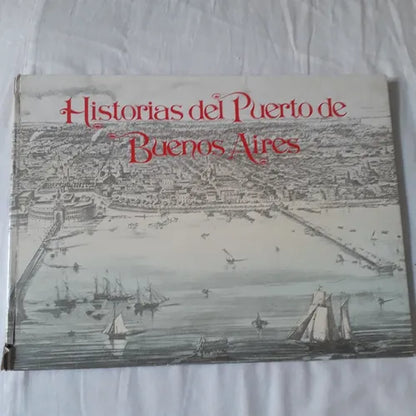 Historias del Puerto de
Buenos Aires